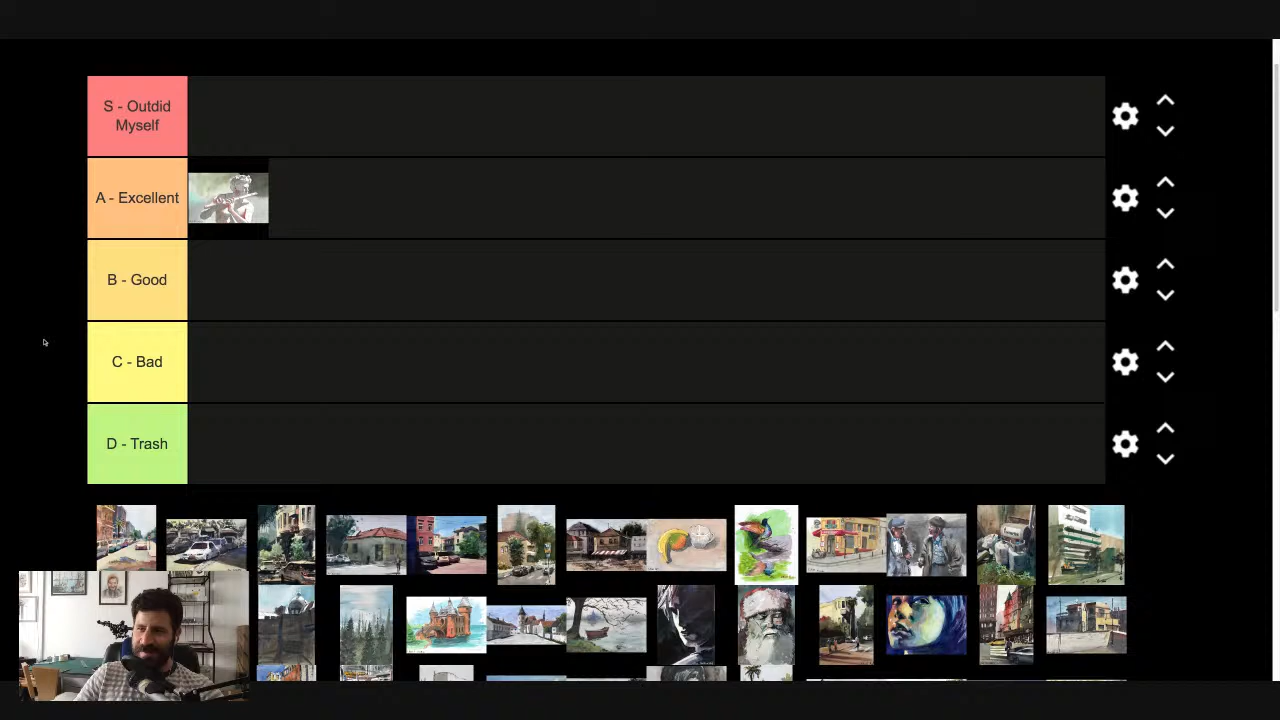 S - Outdid
Myself
A - Excellent
B - Good
C - Bad
D - Trash